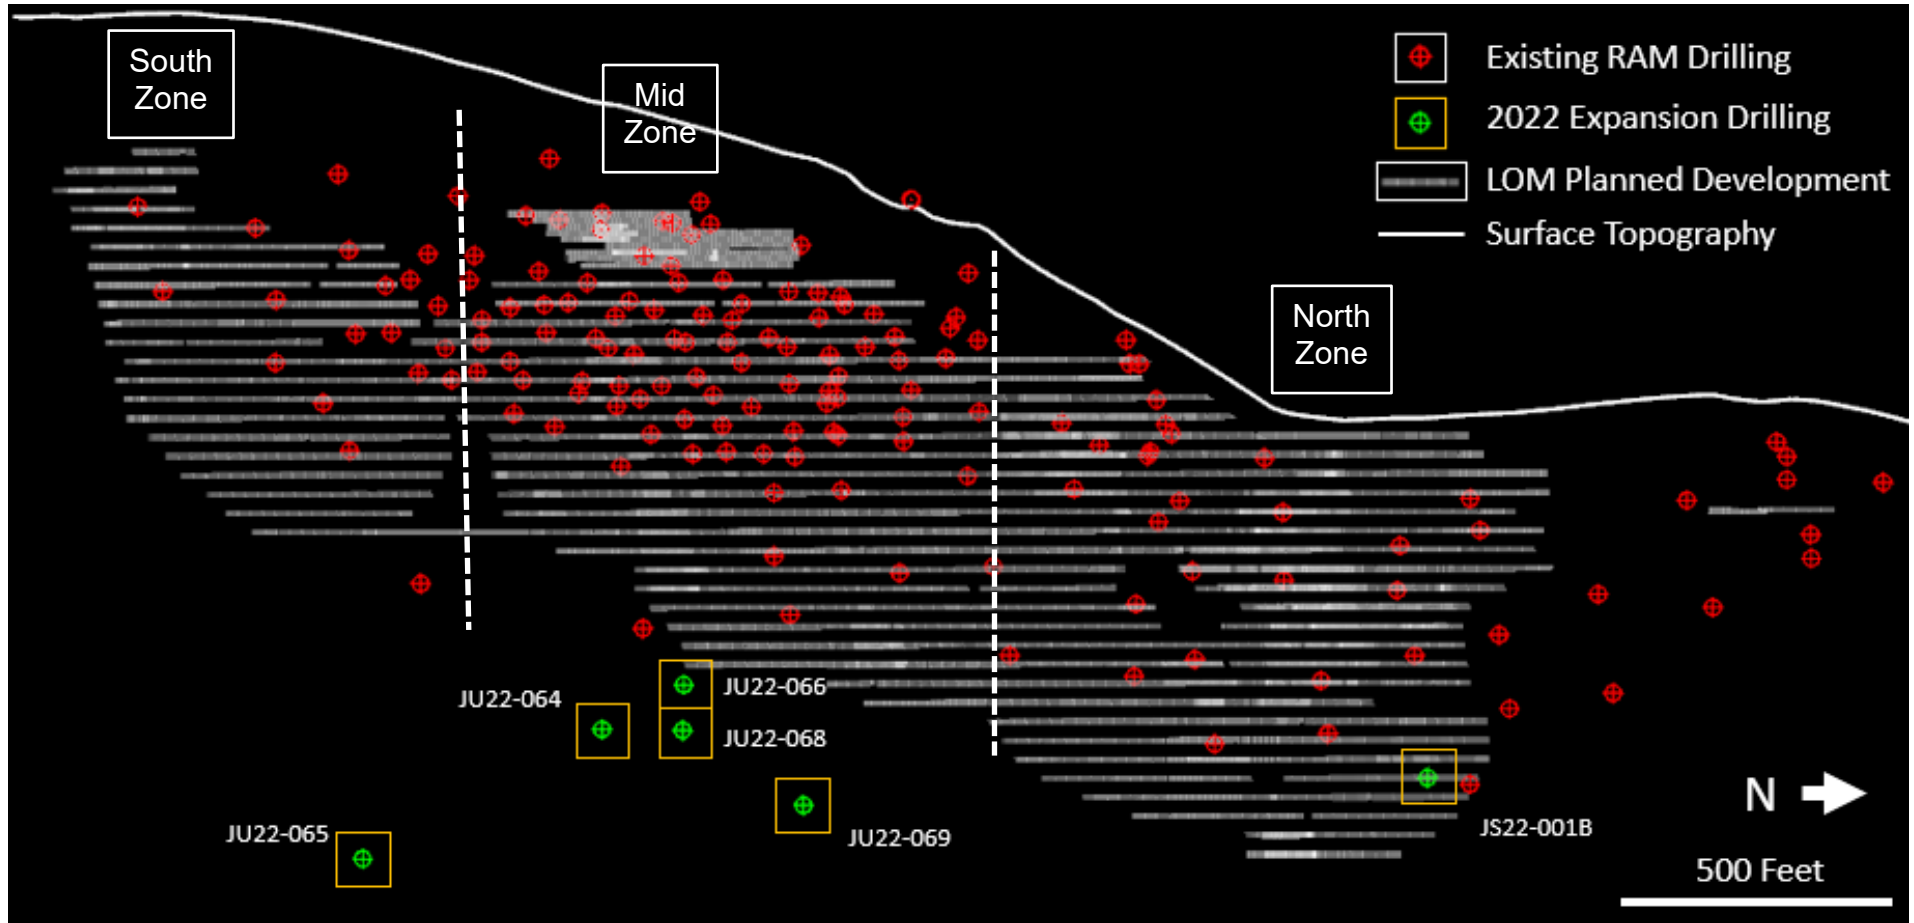 South
Zone
Mid
Zone
Existing RAM Drilling
2022 Expansion Drilling
LOM Planned Development
Surface Topography
North
Zone
JU22-064
JU22-066
JU22-068
JU22-065
JU22-069
JS22-001B
N
500 Feet